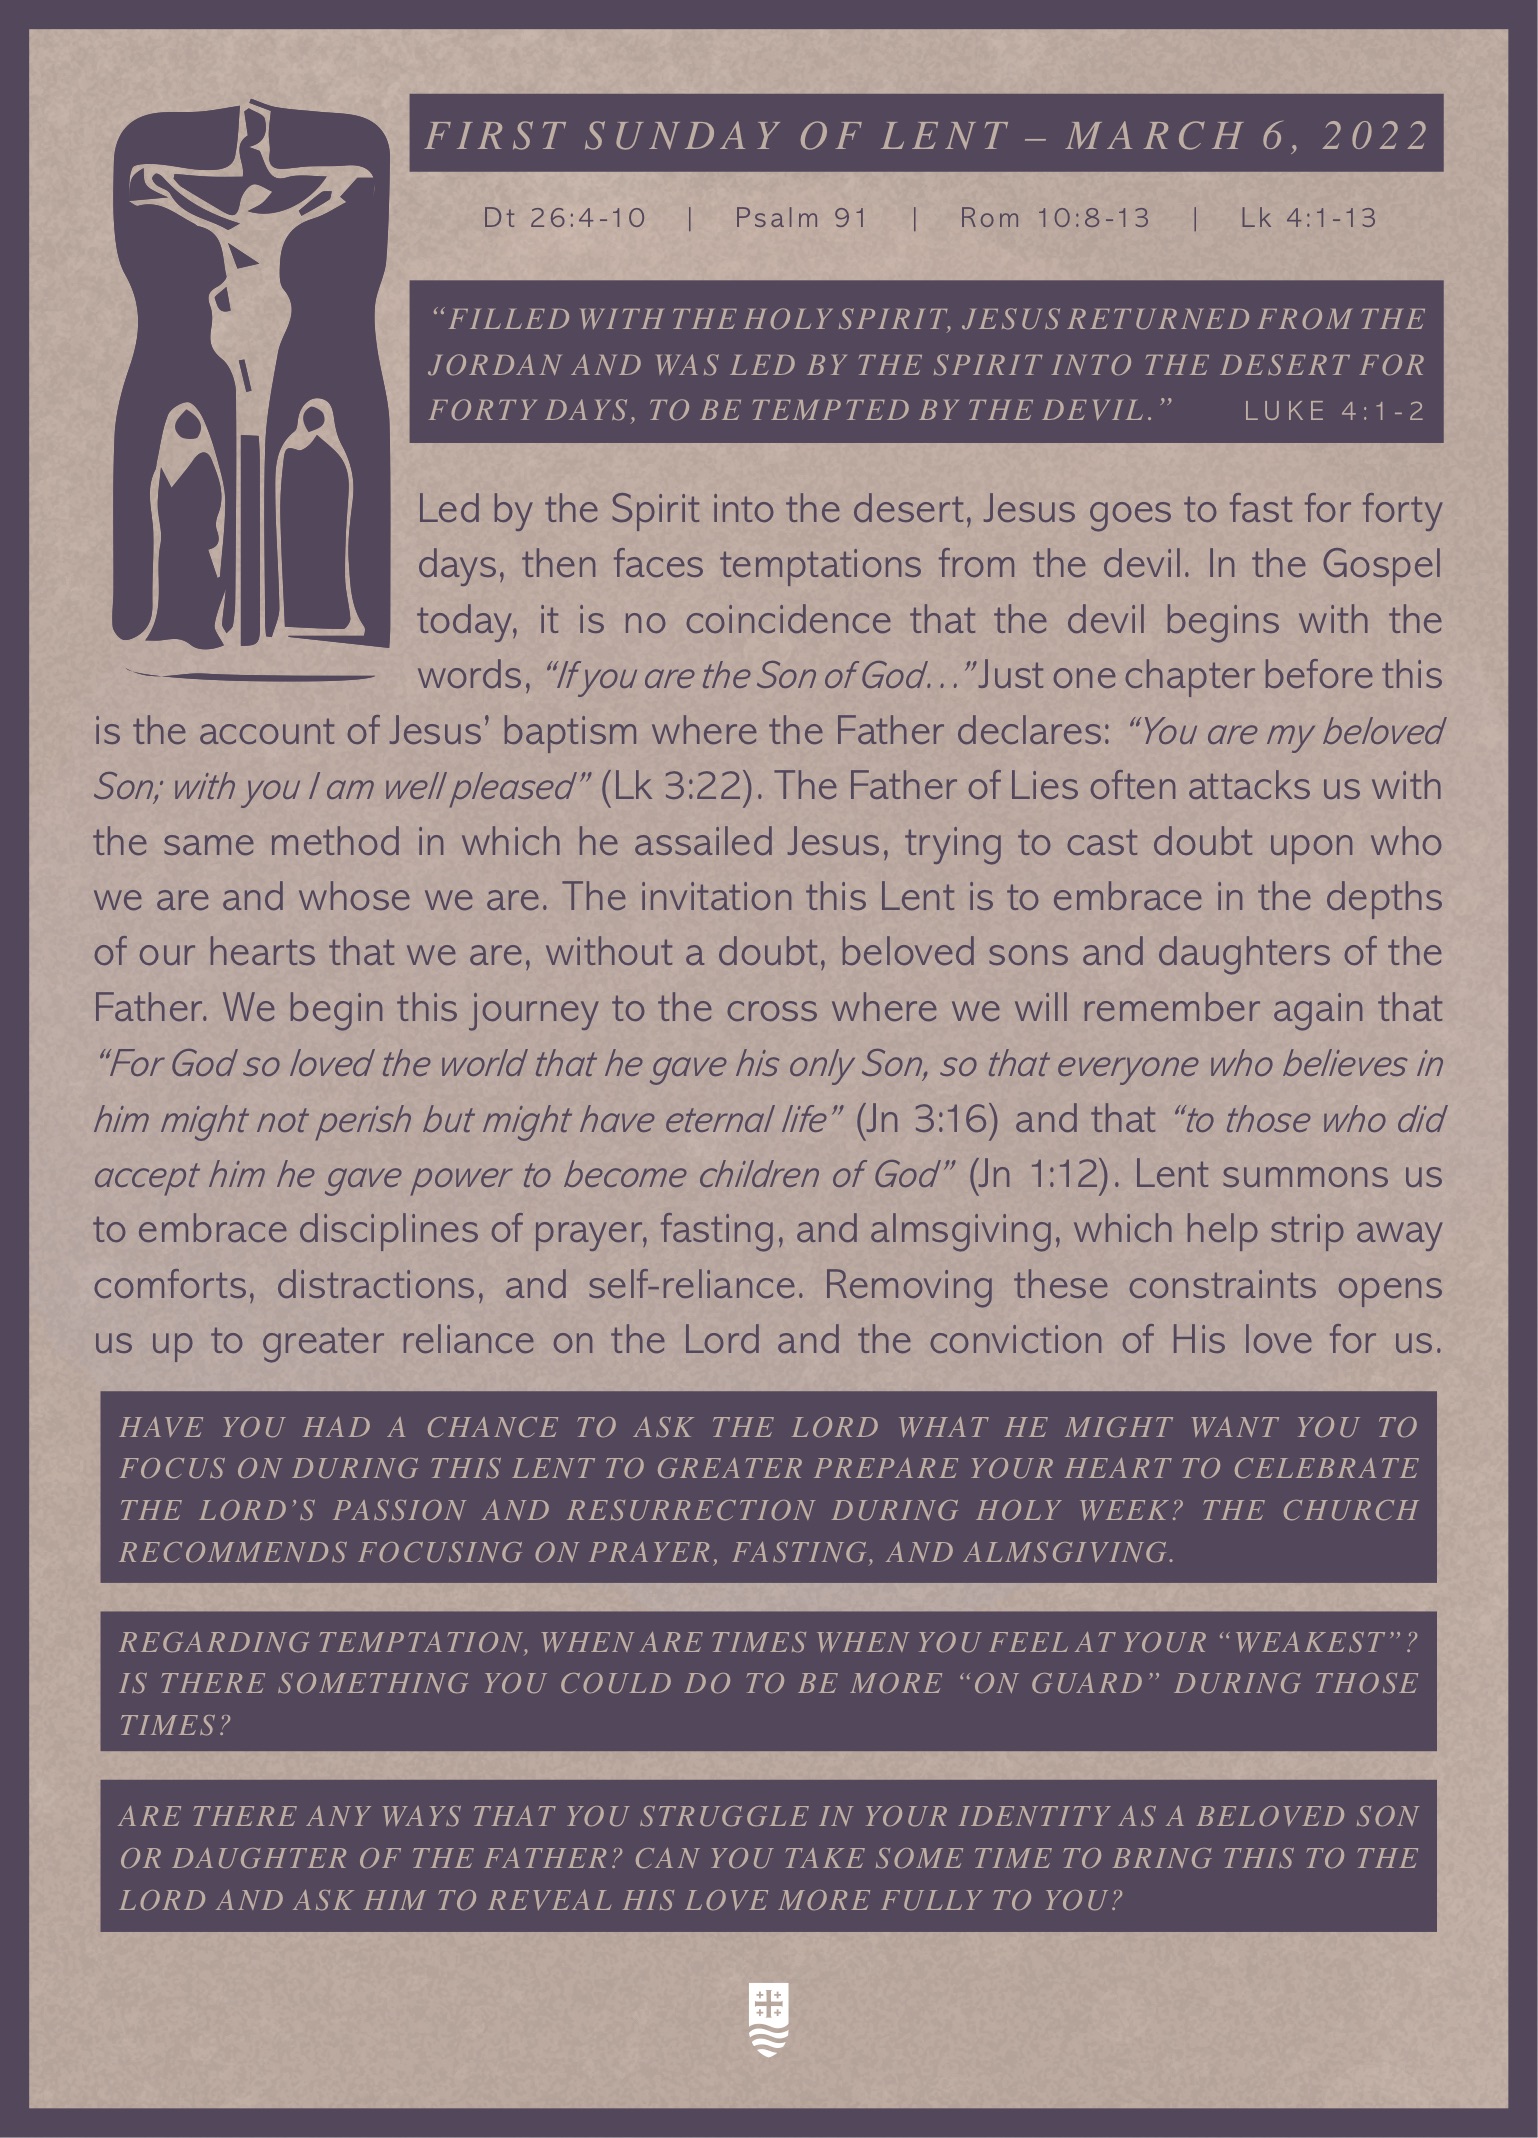 FIRST SUNDAY OF LENT – MARCH 6, 2022
Dt 26:4-10 | Psalm 91 | Rom 10:8-13 | Lk 4:1-13
“FILLED WITH THE HOLY SPIRIT, JESUS RETURNED FROM THE
JORDAN AND WAS LED BY THE SPIRIT INTO THE DESERT FOR
FORTY DAYS, TO BE TEMPTED BY THE DEVIL.” LUKE 4:1-2
Led by the Spirit into the desert, Jesus goes to fast for forty
days, then faces temptations from the devil. In the Gospel
today, it is no coincidence that the devil begins with the
words, “If you are the Son of God…” Just one chapter before this
is the account of Jesus’ baptism where the Father declares: “You are my beloved
Son; with you I am well pleased” (Lk 3:22). The Father of Lies often attacks us with
the same method in which he assailed Jesus, trying to cast doubt upon who
we are and whose we are. The invitation this Lent is to embrace in the depths
of our hearts that we are, without a doubt, beloved sons and daughters of the
Father. We begin this journey to the cross where we will remember again that
“For God so loved the world that he gave his only Son, so that everyone who believes in
him might not perish but might have eternal life” (Jn 3:16) and that “to those who did
accept him he gave power to become children of God” (Jn 1:12). Lent summons us
to embrace disciplines of prayer, fasting, and almsgiving, which help strip away
comforts, distractions, and self-reliance. Removing these constraints opens
us up to greater reliance on the Lord and the conviction of His love for us.
HAVE YOU HAD A CHANCE TO ASK THE LORD WHAT HE MIGHT WANT YOU TO
FOCUS ON DURING THIS LENT TO GREATER PREPARE YOUR HEART TO CELEBRATE
THE LORD’S PASSION AND RESURRECTION DURING HOLY WEEK? THE CHURCH
RECOMMENDS FOCUSING ON PRAYER, FASTING, AND ALMSGIVING.
REGARDING TEMPTATION, WHEN ARE TIMES WHEN YOU FEEL AT YOUR “WEAKEST”?
IS THERE SOMETHING YOU COULD DO TO BE MORE “ON GUARD” DURING THOSE
TIMES?
ARE THERE ANY WAYS THAT YOU STRUGGLE IN YOUR IDENTITY AS A BELOVED SON
OR DAUGHTER OF THE FATHER? CAN YOU TAKE SOME TIME TO BRING THIS TO THE
LORD AND ASK HIM TO REVEAL HIS LOVE MORE FULLY TO YOU?